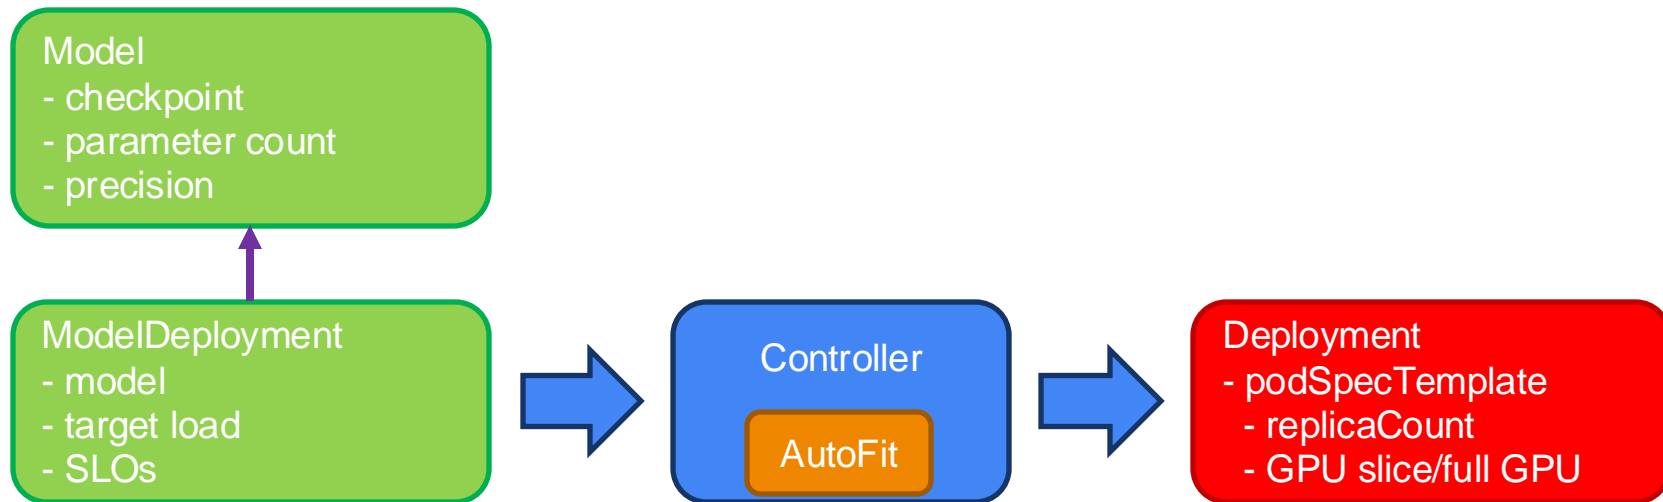 Model
- checkpoint
- parameter count
- precision
ModelDeployment
- model
- target load
- SLOs
Controller
AutoFit
Deployment
- podSpecTemplate
- replicaCount
- GPU slice/full GPU